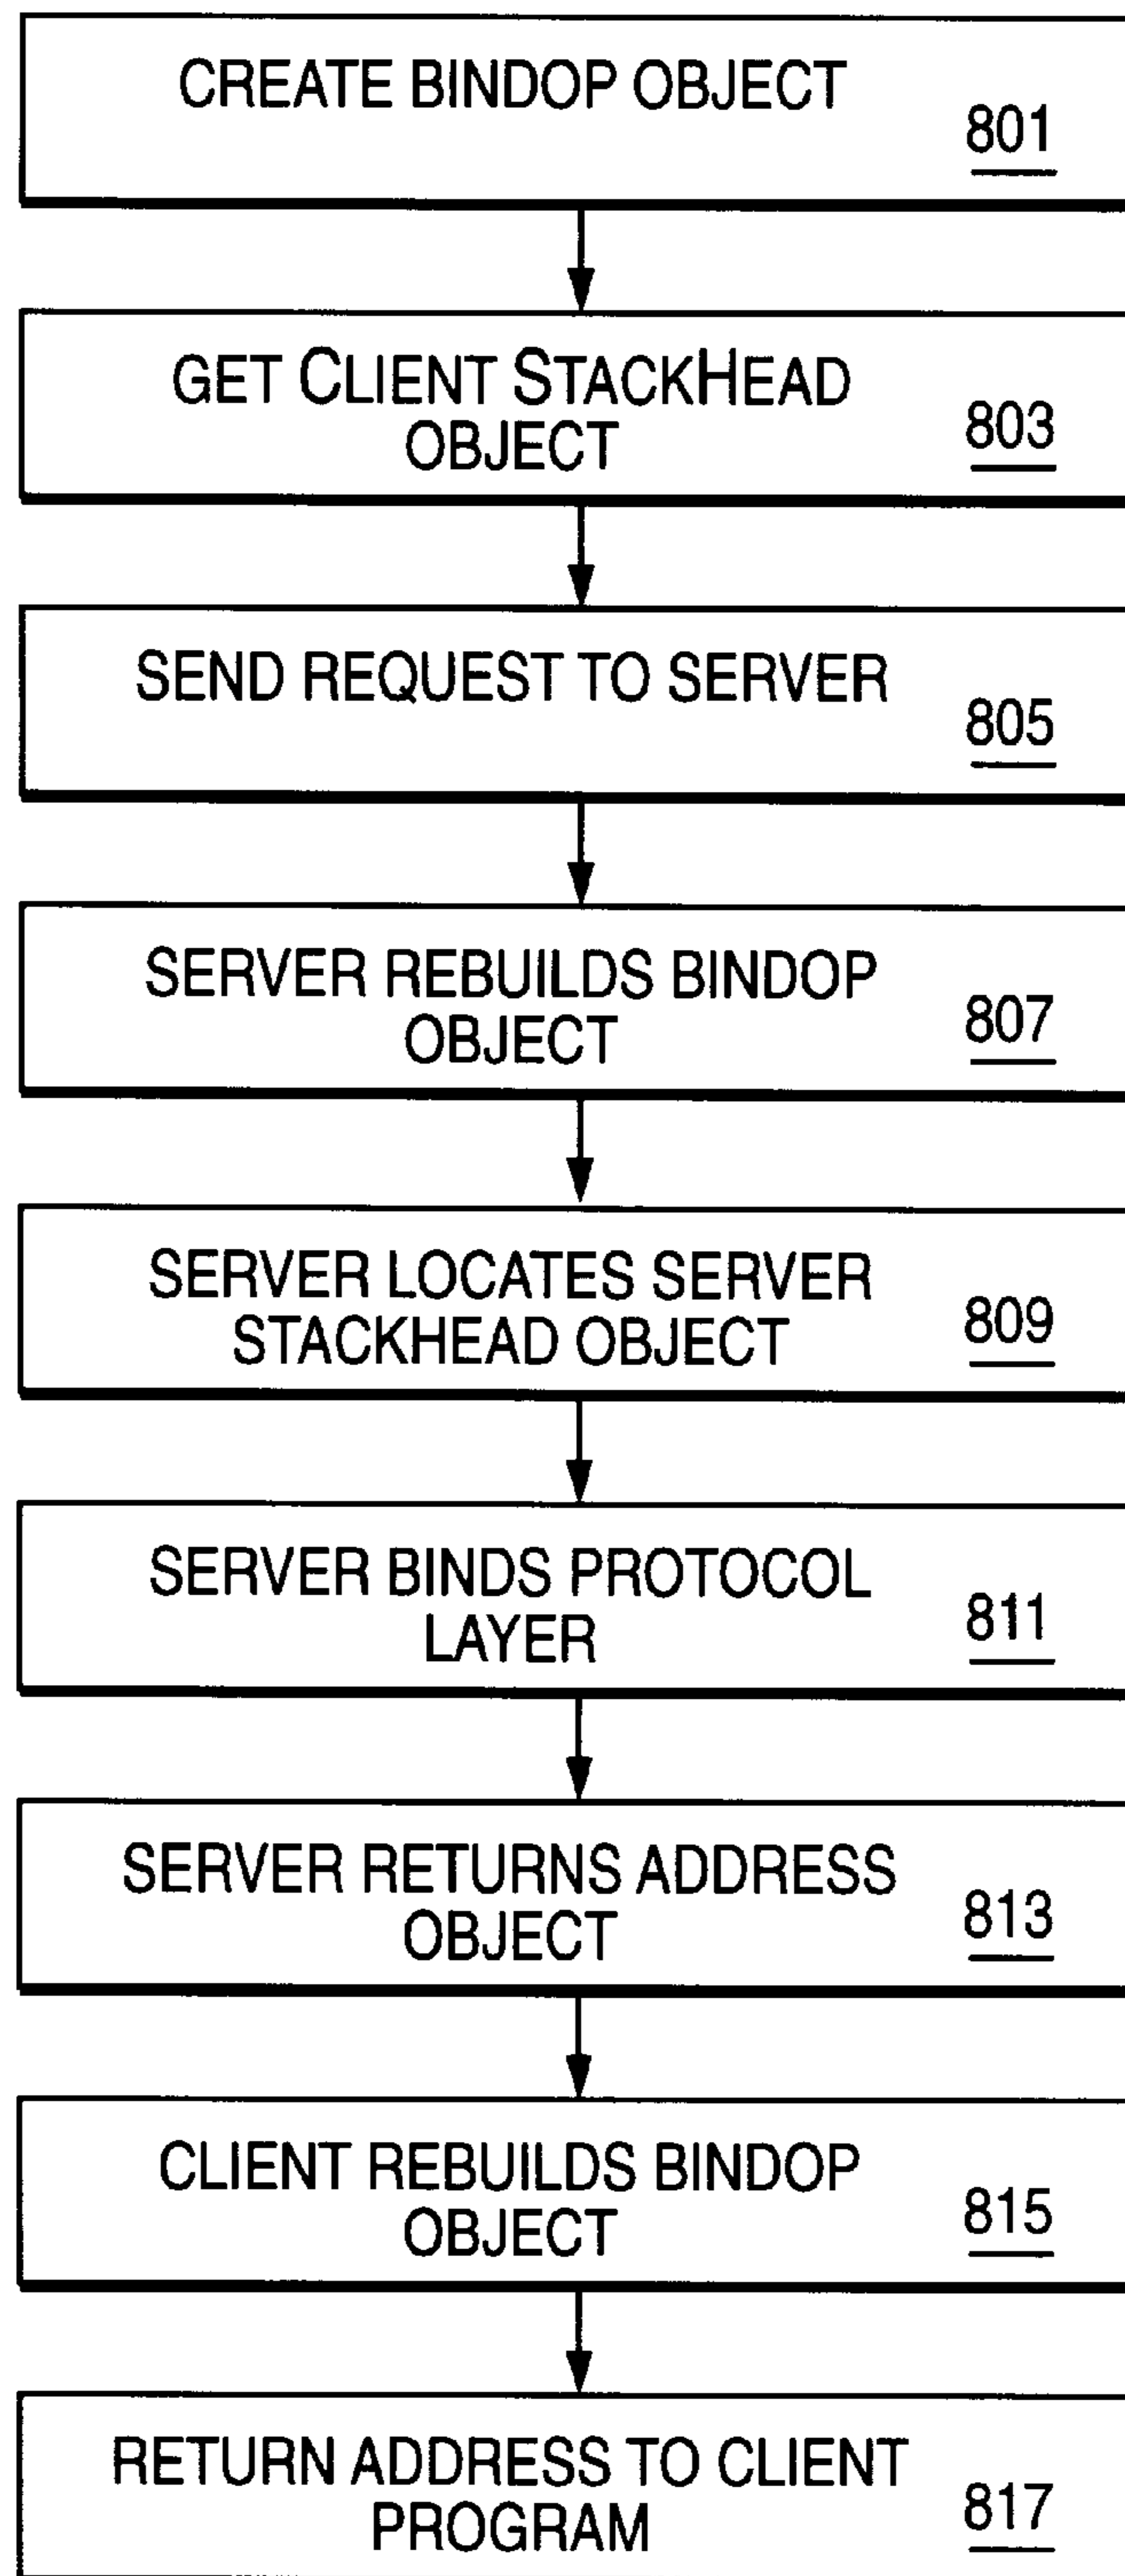 CREATE BINDOP OBJECT
801
GET CLIENT STACKHEAD
OBJECT
803
SEND REQUEST TO SERVER
805
SERVER REBUILDS BINDOP
OBJECT
807
SERVER LOCATES SERVER
STACKHEAD OBJECT
809
SERVER BINDS PROTOCOL
LAYER
811
SERVER RETURNS ADDRESS
OBJECT
813
CLIENT REBUILDS BINDOP
OBJECT
815
RETURN ADDRESS TO CLIENT
PROGRAM
817